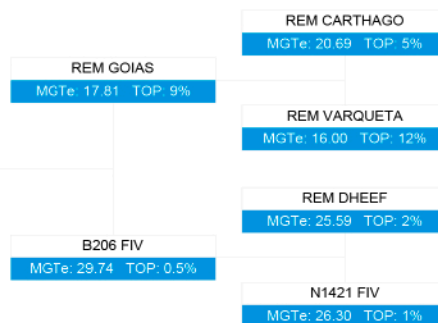 REM CARTHAGO
MGTe: 20.69 TOP: 5%
REM GOIAS
MGTe: 17.81 TOP: 9%
REM VARQUETA
MGTe: 16.00 TOP: 12%
REM DHEEF
MGTe: 25.59 TOP: 2%
B206 FIV
MGTe: 29.74 TOP: 0.5%
N1421 FIV
MGTe: 26.30 TOP: 1%